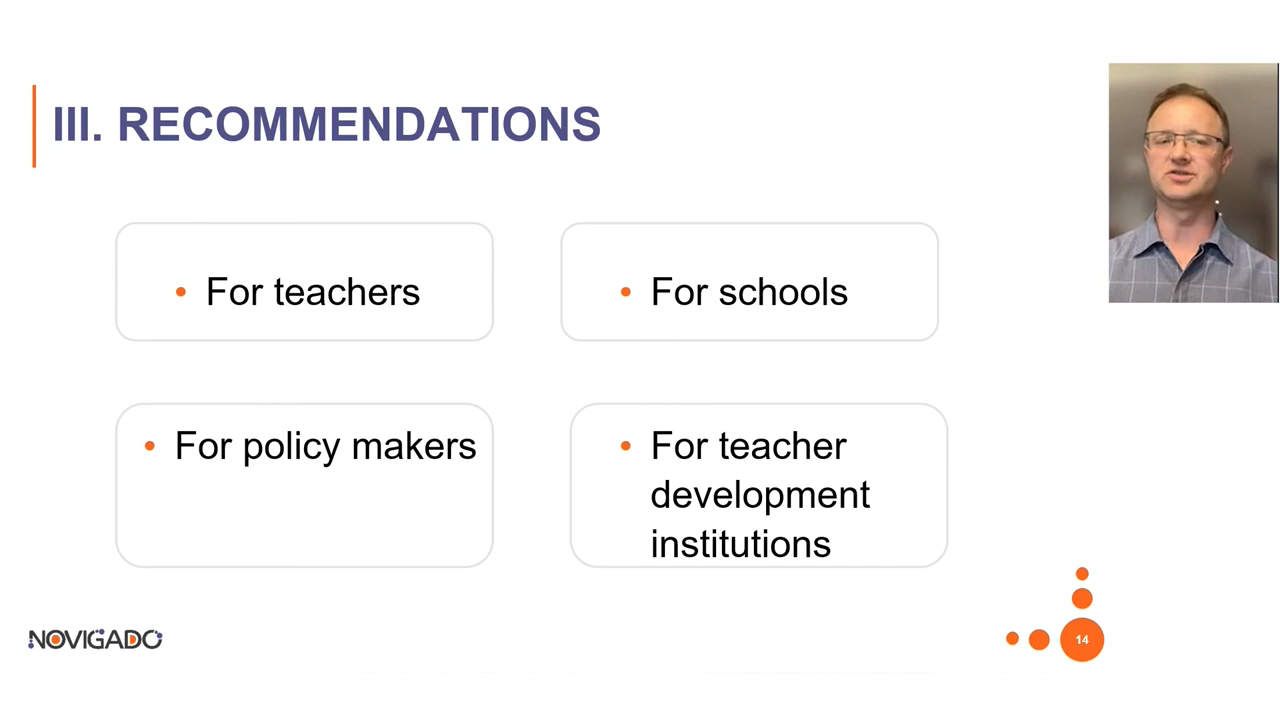 III. RECOMMENDATIONS
• For teachers
• For schools
• For policy makers
• For teacher
development
institutions
NOVIGADO
14